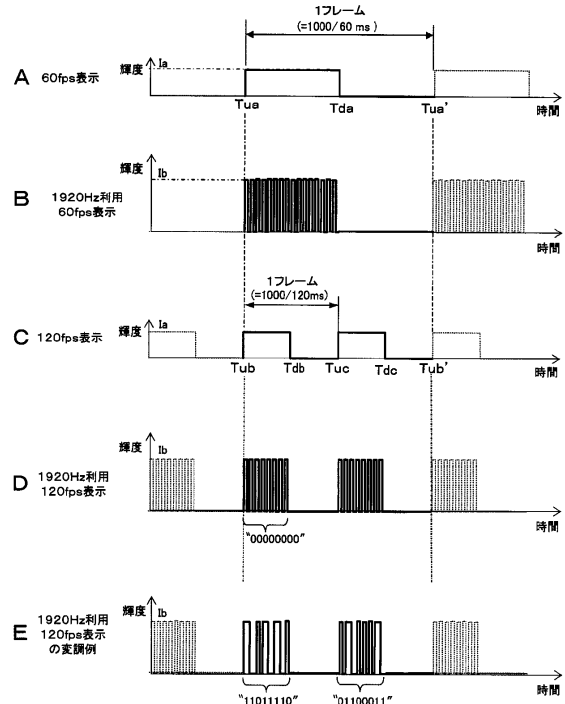 1フレーム
(=1000/60 ms )
A 60fps表示
輝度 Ia
Tua Tda Tua' 時間
B 1920Hz利用
60fps表示
輝度 Ib
時間
1フレーム
(=1000/120ms)
C 120fps表示
輝度 Ia
Tub Tdb Tuc Tdc Tub' 時間
D 1920Hz利用
120fps表示
輝度 Ib
時間
"00000000"
E 1920Hz利用
120fps表示
の変調例
輝度 Ib
時間
"11011110" "01100011"